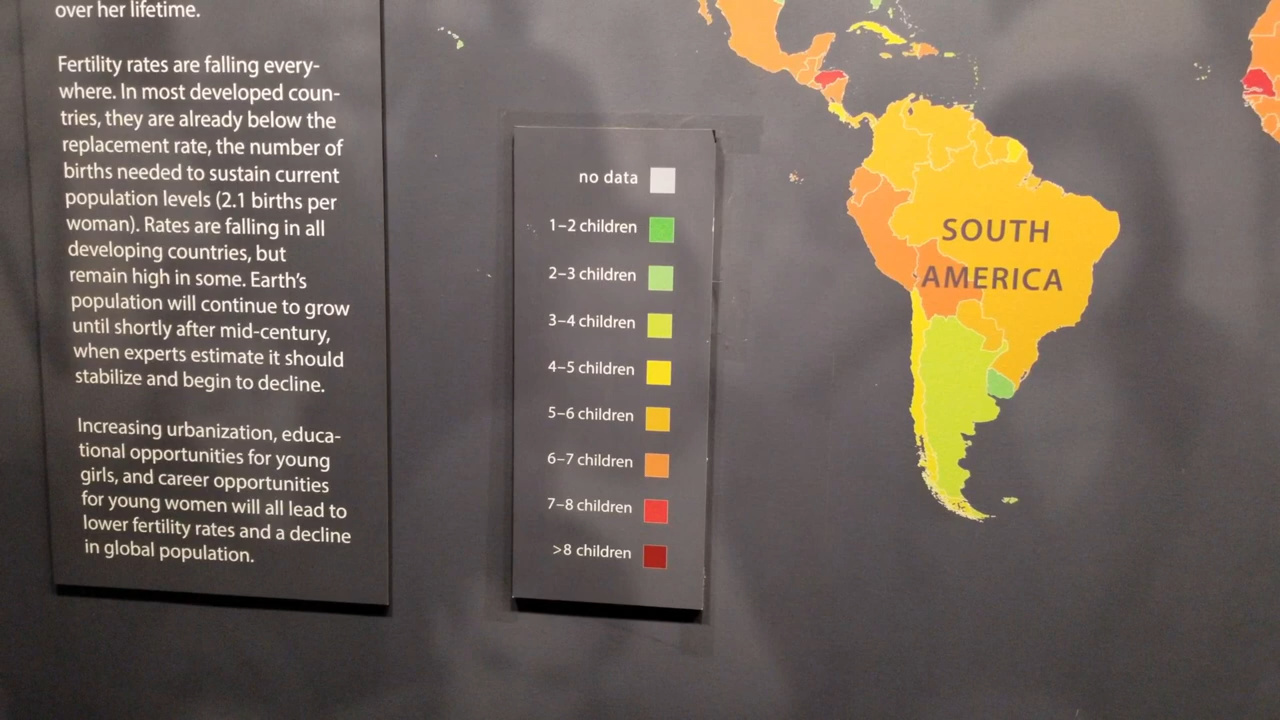 over her lifetime.
Fertility rates are falling every-
where. In most developed coun-
tries, they are already below the
replacement rate, the number of
births needed to sustain current
population levels (2.1 births per
woman). Rates are falling in all
developing countries, but
remain high in some. Earth's
population will continue to grow
until shortly after mid-century,
when experts estimate it should
stabilize and begin to decline.
Increasing urbanization, educa-
tional opportunities for young
girls, and career opportunities
for young women will all lead to
lower fertility rates and a decline
in global population.
no data
1–2 children
2–3 children
3–4 children
4–5 children
5–6 children
6–7 children
7–8 children
>8 children
SOUTH
AMERICA